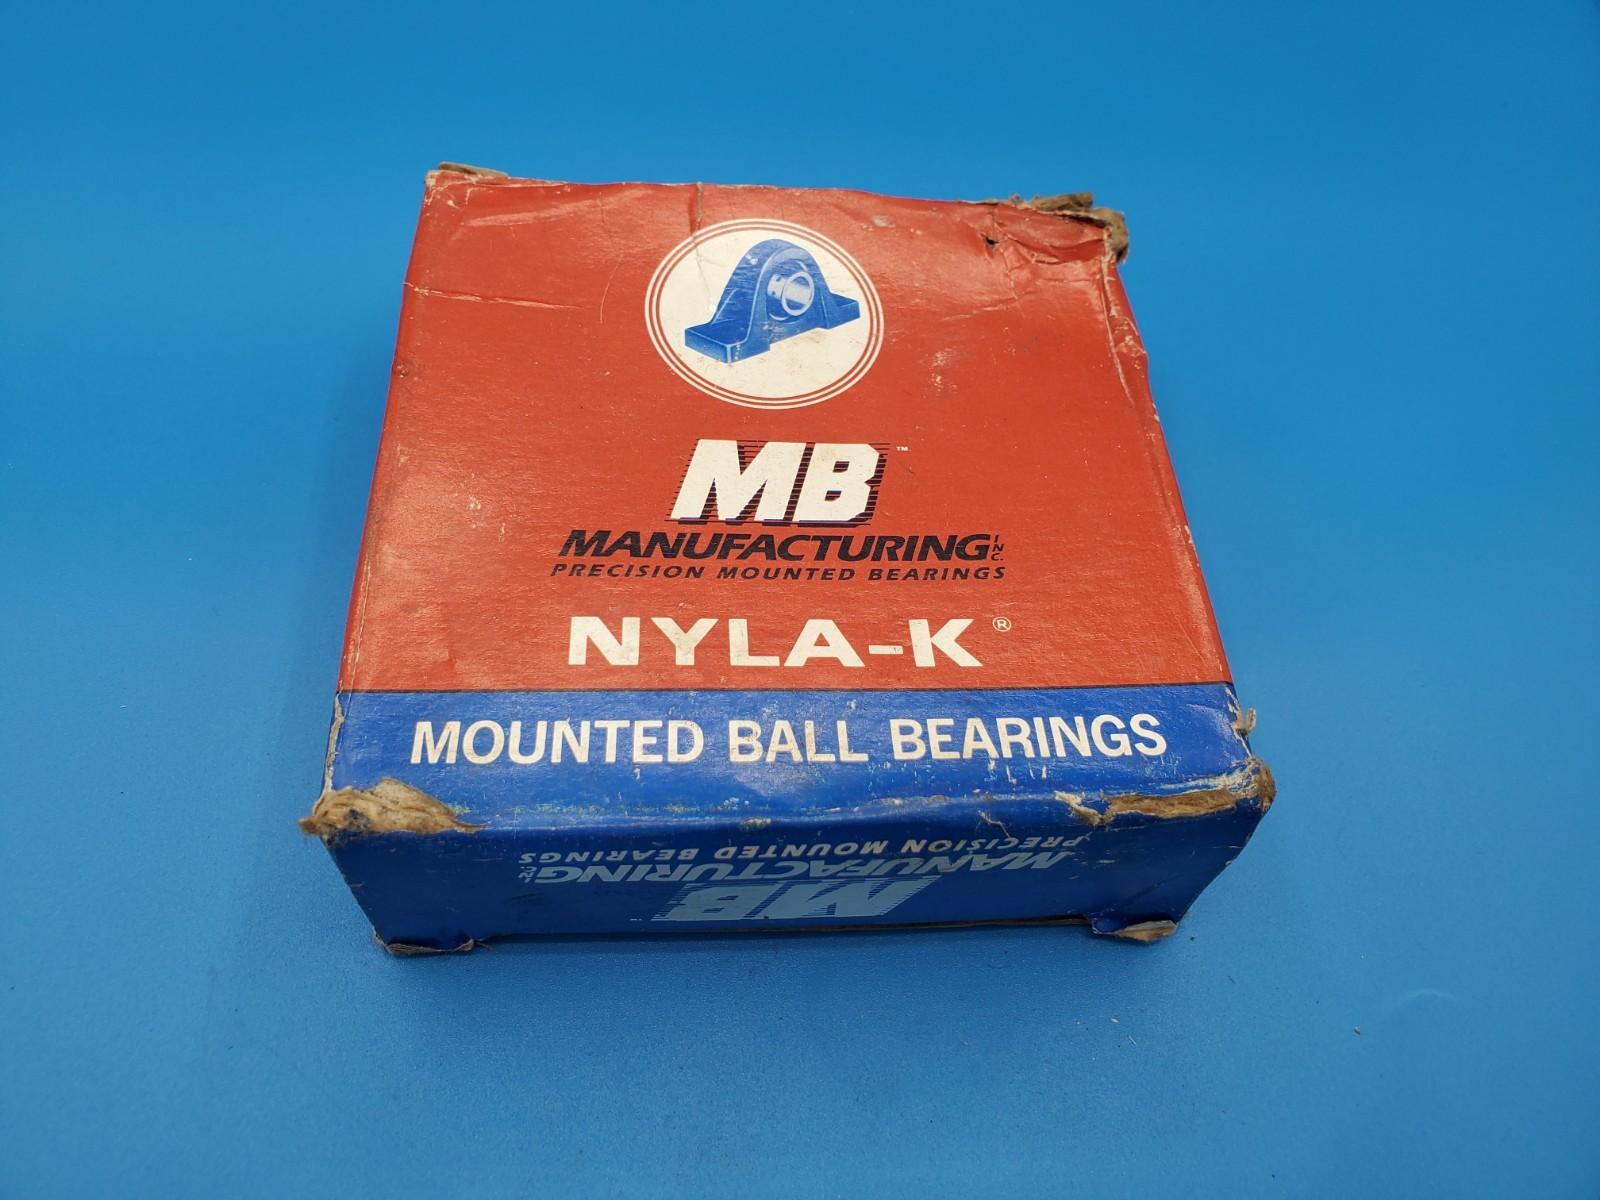 MB™
MANUFACTURING INC.
PRECISION MOUNTED BEARINGS
NYLA-K®
MOUNTED BALL BEARINGS
MB
MANUFACTURING INC.
PRECISION MOUNTED BEARINGS